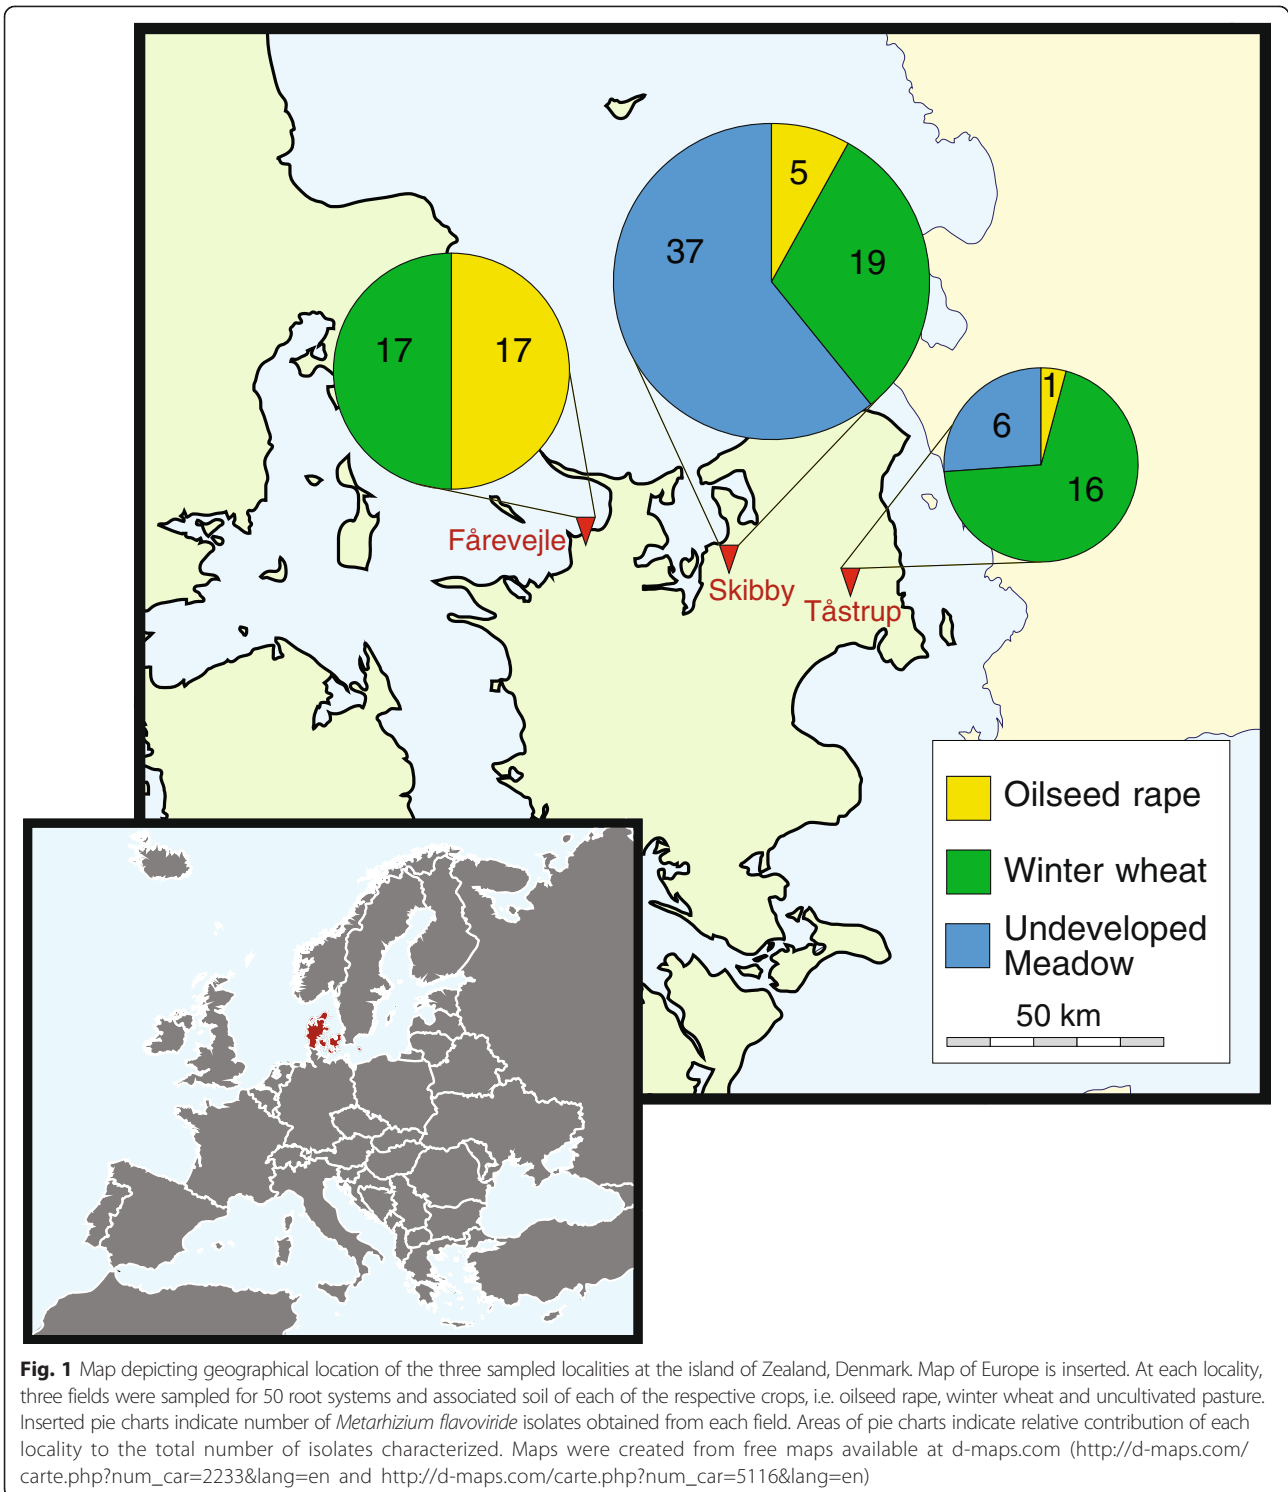 5
37
19
17
17
1
6
16
Fårevejle
Skibby
Tåstrup
Oilseed rape
Winter wheat
Undeveloped
Meadow
50 km
Fig. 1 Map depicting geographical location of the three sampled localities at the island of Zealand, Denmark. Map of Europe is inserted. At each locality,
three fields were sampled for 50 root systems and associated soil of each of the respective crops, i.e. oilseed rape, winter wheat and uncultivated pasture.
Inserted pie charts indicate number of Metarhizium flavoviride isolates obtained from each field. Areas of pie charts indicate relative contribution of each
locality to the total number of isolates characterized. Maps were created from free maps available at d-maps.com (http://d-maps.com/
carte.php?num_car=2233&lang=en and http://d-maps.com/carte.php?num_car=5116&lang=en)